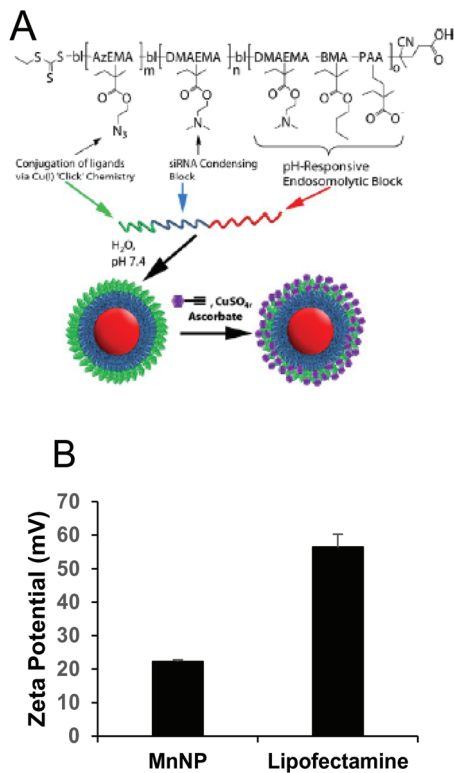 A
OH
CN
O
S S bl AzEMA bl DMAEMA bl DMAEMA -BMA -PAA
S m n o
O O O O O O O O O O⁻
N₃ N N
Conjugation of ligands
via Cu(I) 'Click' Chemistry
siRNA Condensing
Block
pH-Responsive
Endosomolytic Block
H₂O,
pH 7.4
, CuSO₄,
Ascorbate
B
Zeta Potential (mV)
70
60
50
40
30
20
10
0
MnNP Lipofectamine